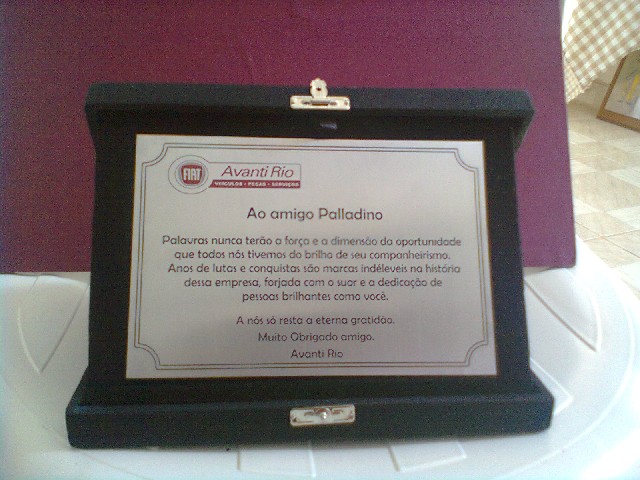 FIAT
Avanti Rio
VEÍCULOS • PEÇAS • SERVIÇOS
Ao amigo Palladino
Palavras nunca terão a força e a dimensão da oportunidade
que todos nós tivemos do brilho de seu companheirismo.
Anos de lutas e conquistas são marcas indéleveis na história
dessa empresa, forjada com o suor e a dedicação de
pessoas brilhantes como você.
A nós só resta a eterna gratidão.
Muito Obrigado amigo.
Avanti Rio